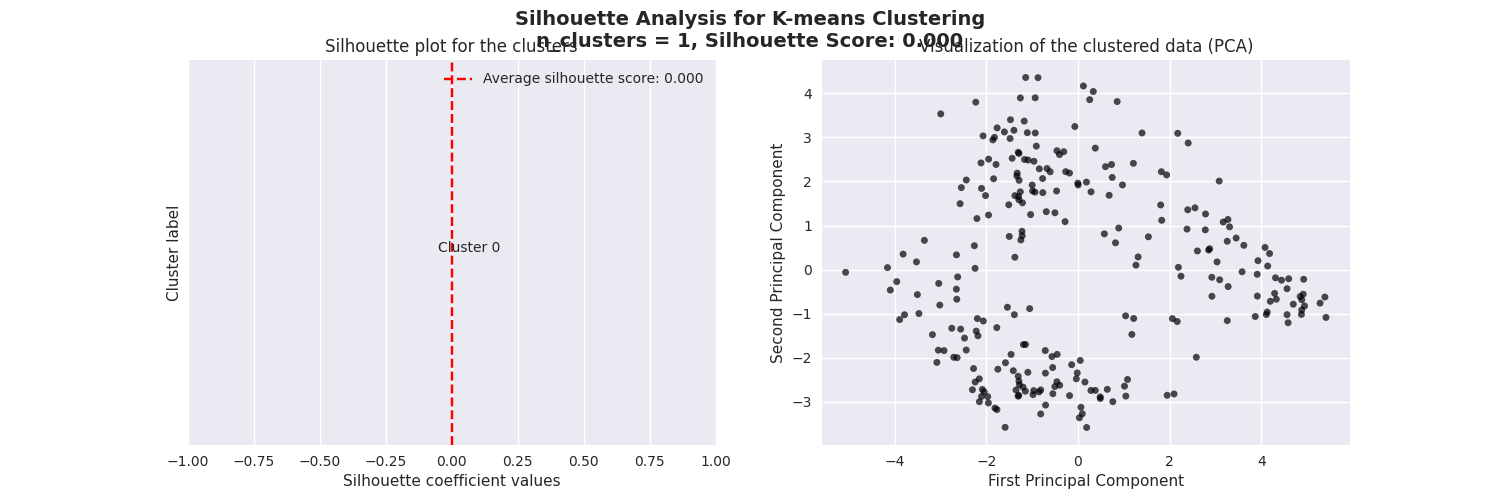 Silhouette Analysis for K-means Clustering
n_clusters = 1, Silhouette Score: 0.000
Silhouette plot for the clusters
Average silhouette score: 0.000
Cluster label
Cluster 0
−1.00 −0.75 −0.50 −0.25 0.00 0.25 0.50 0.75 1.00
Silhouette coefficient values
Visualization of the clustered data (PCA)
Second Principal Component
4
3
2
1
0
−1
−2
−3
−4 −2 0 2 4
First Principal Component